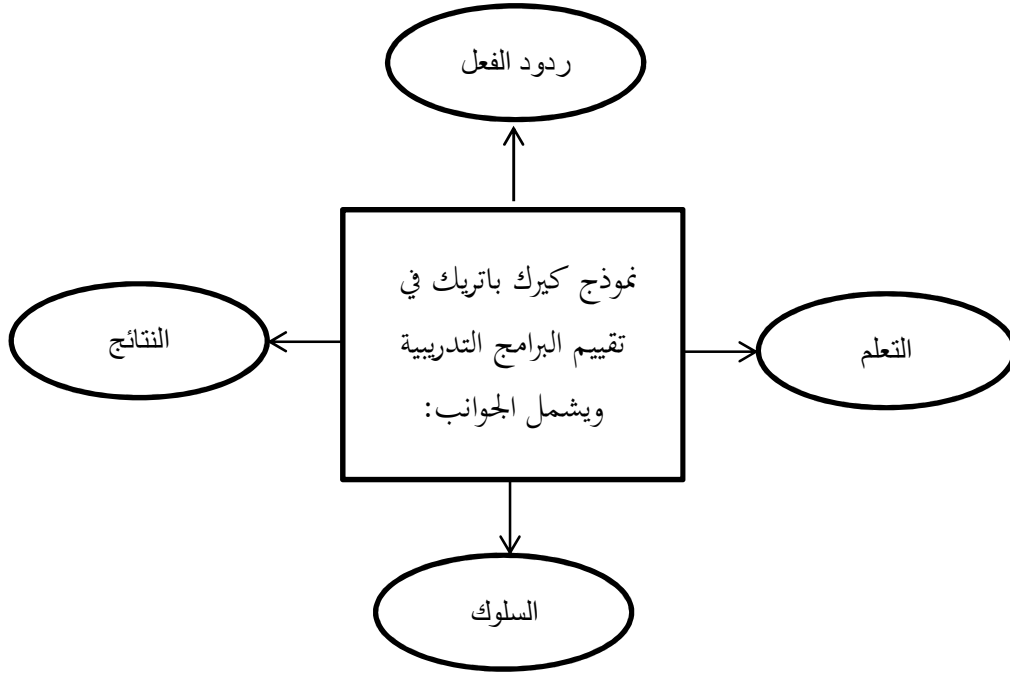 ردود الفعل
نموذج كيرك باتريك في
تقييم البرامج التدريبية
ويشمل الجوانب:
التعلم
النتائج
السلوك